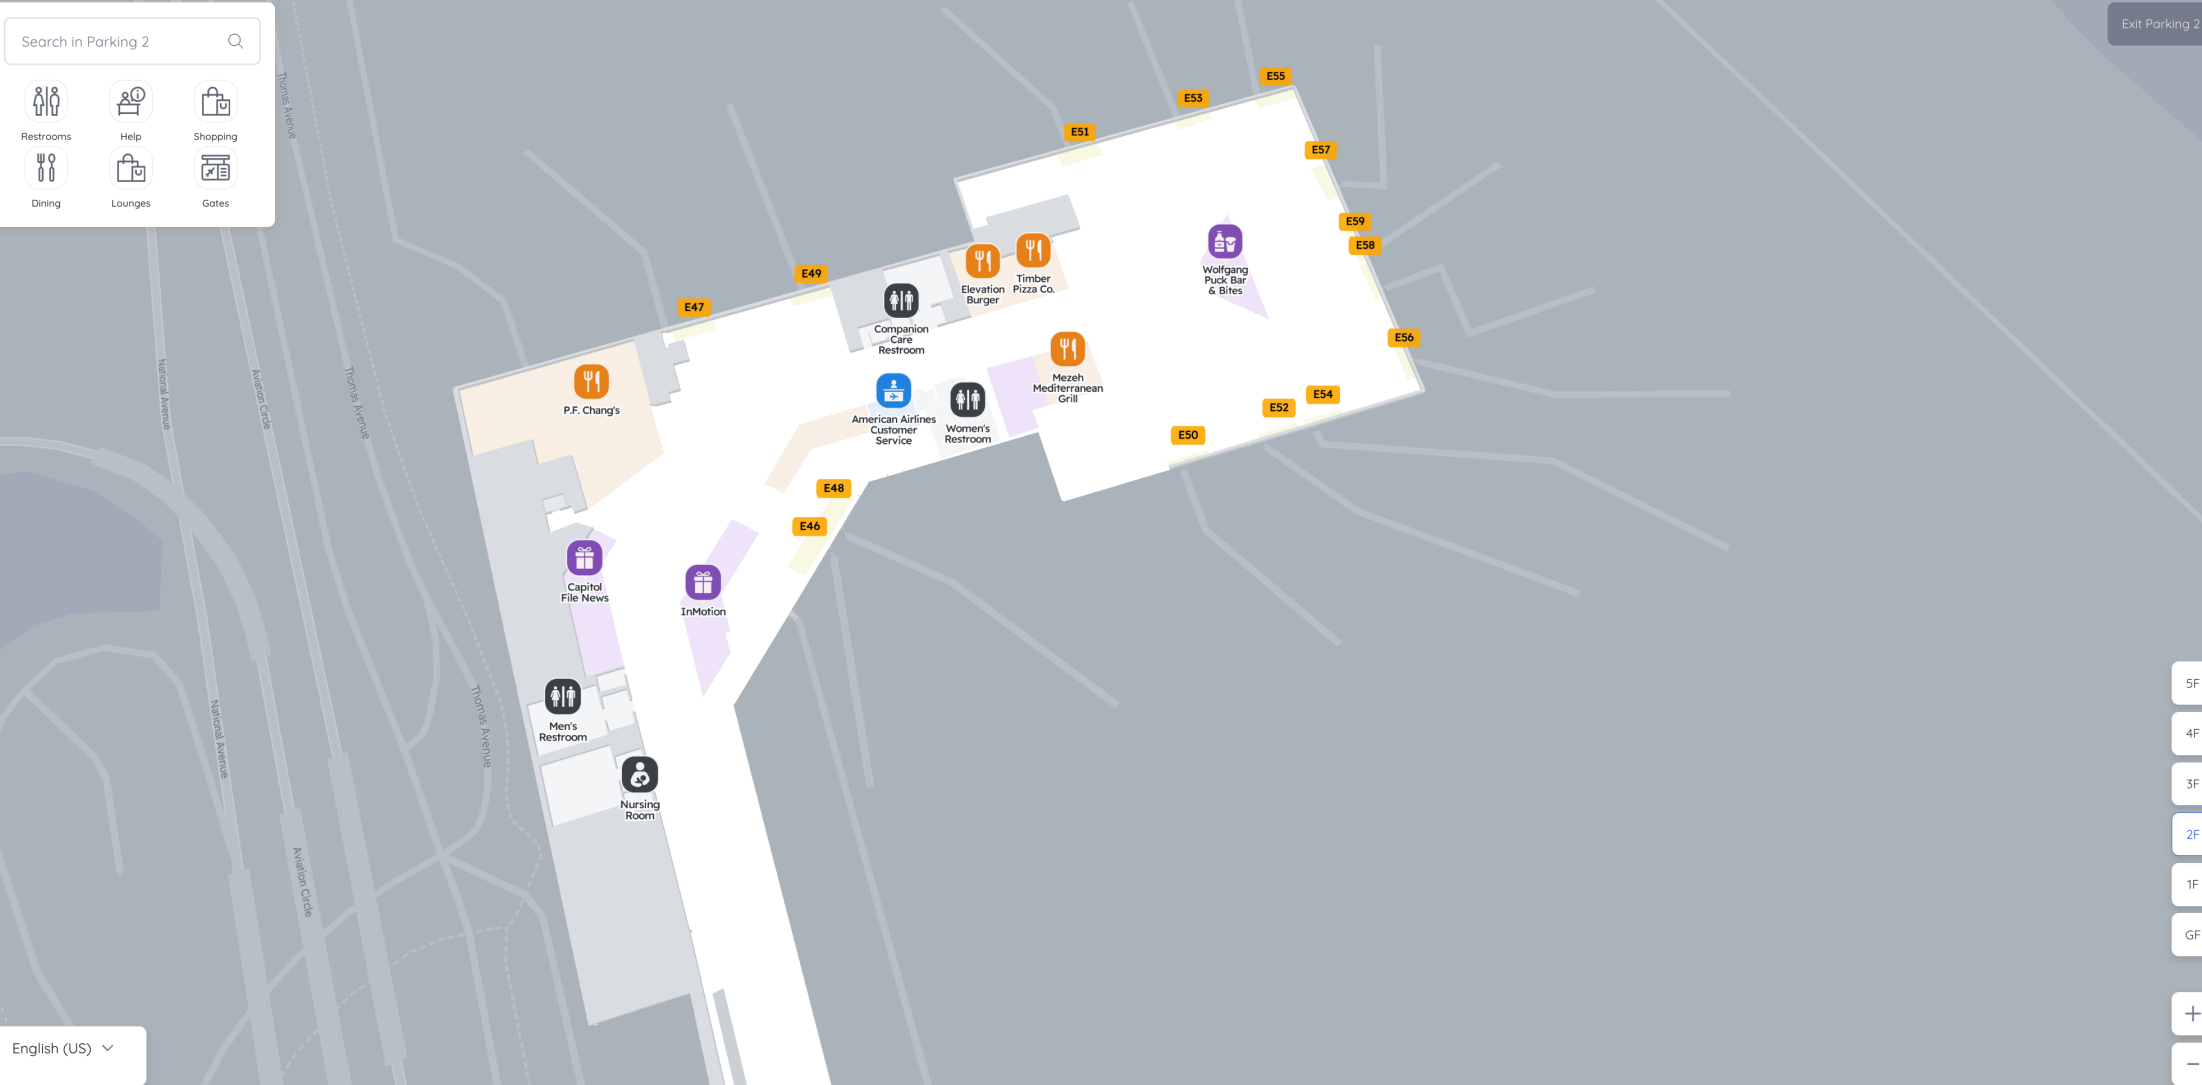 Search in Parking 2
Restrooms
Help
Shopping
Dining
Lounges
Gates
Exit Parking 2
E55
E53
E51
E57
E59
E58
E49
E47
E56
E54
E52
E50
E48
E46
Wolfgang
Puck Bar
& Bites
Timber
Pizza Co.
Elevation
Burger
Companion
Care
Restroom
Mezeh
Mediterranean
Grill
P.F. Chang's
American Airlines
Customer
Service
Women's
Restroom
Capitol
File News
InMotion
Men's
Restroom
Nursing
Room
Thomas Avenue
National Avenue
Aviation Circle
Thomas Avenue
Thomas Avenue
National Avenue
Aviation Circle
5F
4F
3F
2F
1F
GF
English (US)